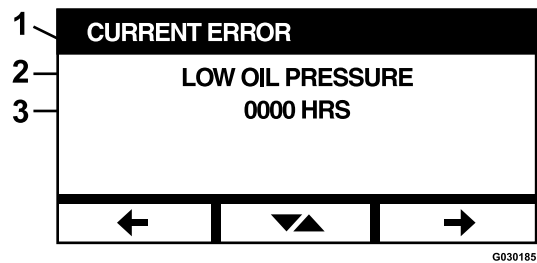 1
CURRENT ERROR
2
LOW OIL PRESSURE
3
0000 HRS
G030185